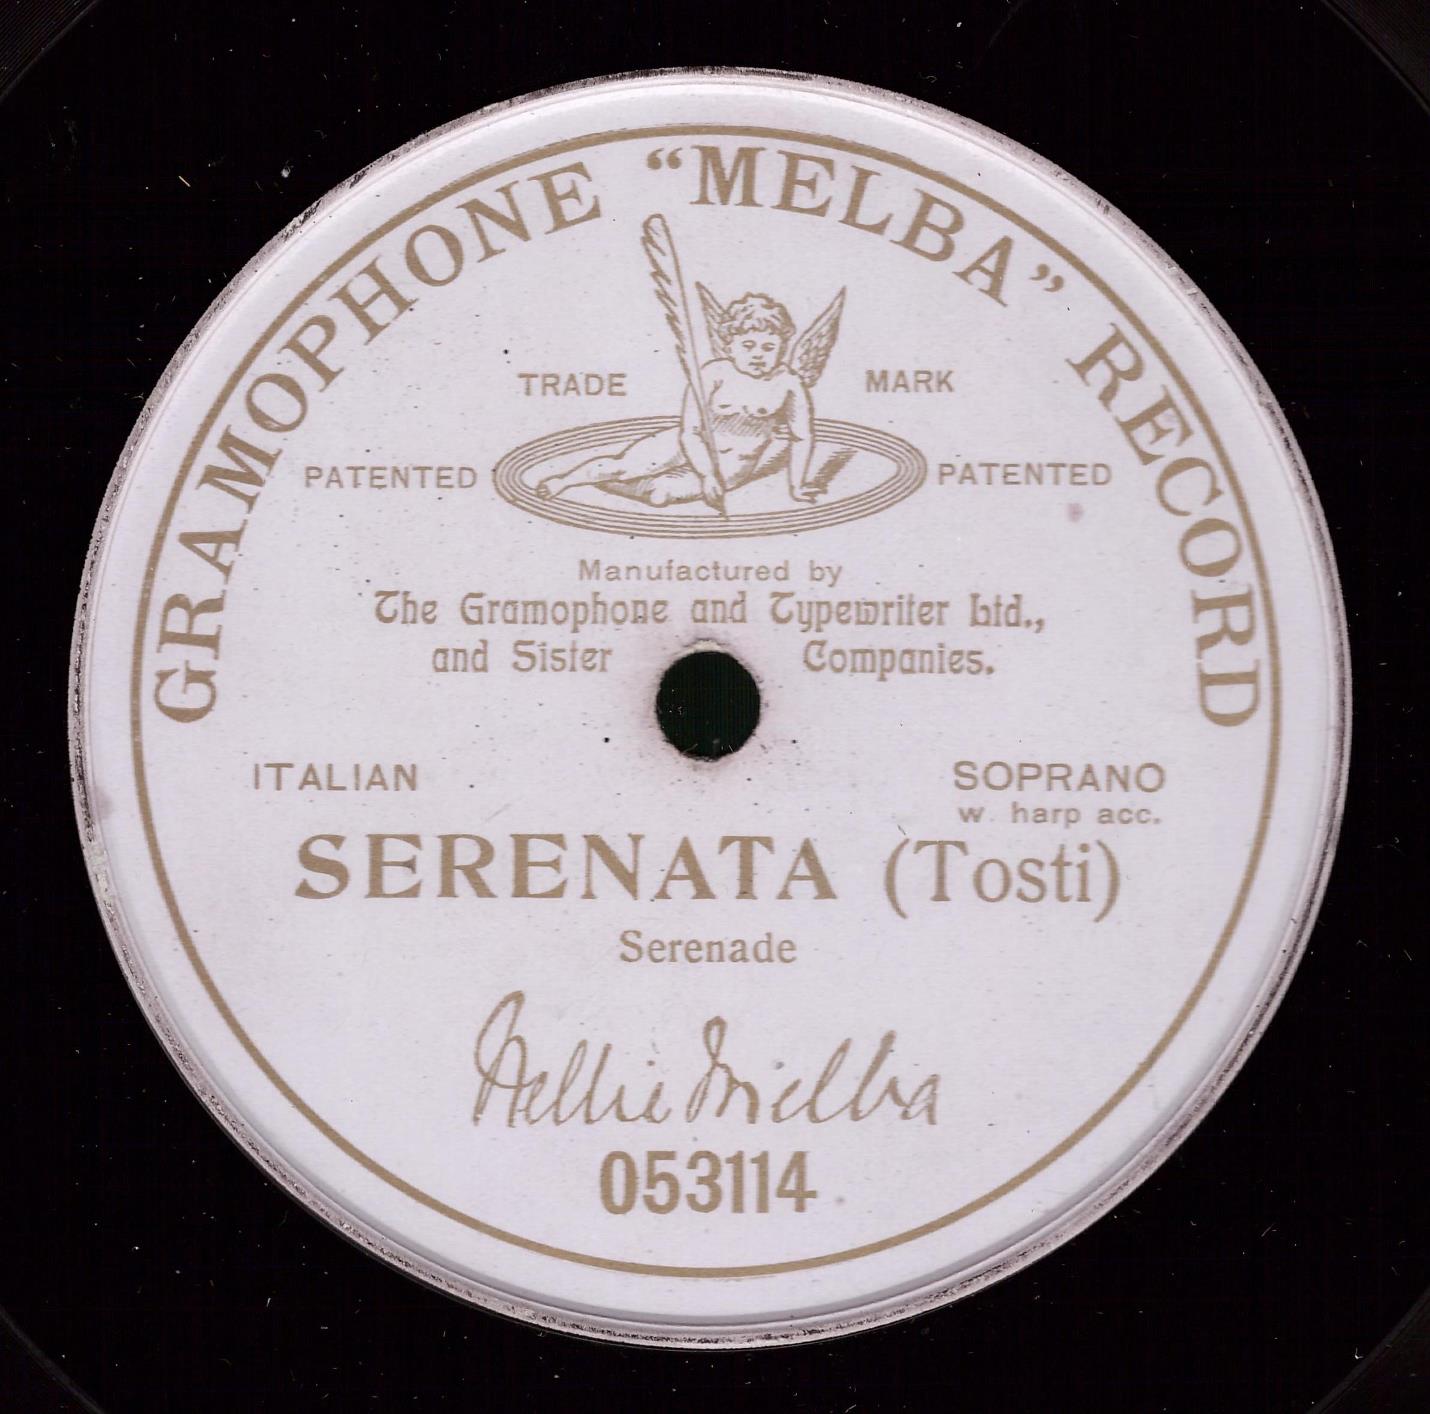 GRAMOPHONE “MELBA” RECORD
TRADE MARK
PATENTED PATENTED
Manufactured by
The Gramophone and Typewriter Ltd.,
and Sister Companies.
ITALIAN SOPRANO
w. harp acc.
SERENATA (Tosti)
Serenade
Nellie Melba
053114